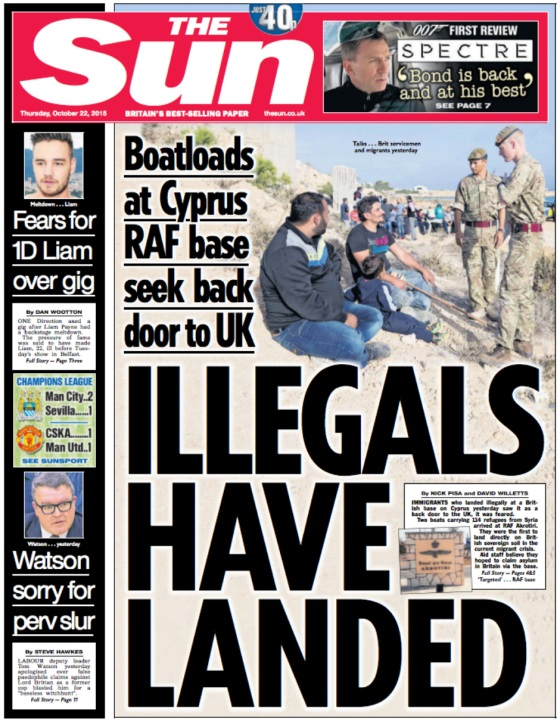 THE
Sun
JUST
40p
007 FIRST REVIEW
SPECTRE
‘Bond is back
and at his best’
SEE PAGE 7
Thursday, October 22, 2015
BRITAIN'S BEST-SELLING PAPER
thesun.co.uk
Meltdown . . . Liam
Fears for
1D Liam
over gig
By DAN WOOTTON
ONE Direction axed a
gig after Liam Payne had
a backstage meltdown.
The pressure of fame
was said to have made
Liam, 22, ill before Tues-
day's show in Belfast.
Full Story — Page Three
CHAMPIONS LEAGUE
Man City..2
Sevilla......1
CSKA.........1
Man Utd..1
SEE SUNSPORT
Watson . . . yesterday
Watson
sorry for
perv slur
By STEVE HAWKES
LABOUR deputy leader
Tom Watson yesterday
apologised over false
paedophile claims against
Lord Brittan as a former
cop blasted him for a
"baseless witchhunt".
Full Story — Page 17
Boatloads
at Cyprus
RAF base
seek back
door to UK
Talks . . . Brit servicemen
and migrants yesterday
ILLEGALS
HAVE
LANDED
By NICK PISA and DAVID WILLETTS
IMMIGRANTS who landed illegally at a Brit-
ish base on Cyprus yesterday saw it as a
back door to the UK, it was feared.
Two boats carrying 114 refugees from Syria
arrived at RAF Akrotiri.
They were the first to
land directly on Brit-
ish sovereign soil in the
current migrant crisis.
Aid staff believe they
hoped to claim asylum
in Britain via the base.
Full Story — Pages 4&5
'Targeted' . . . RAF base
Royal Air Force
AKROTIRI